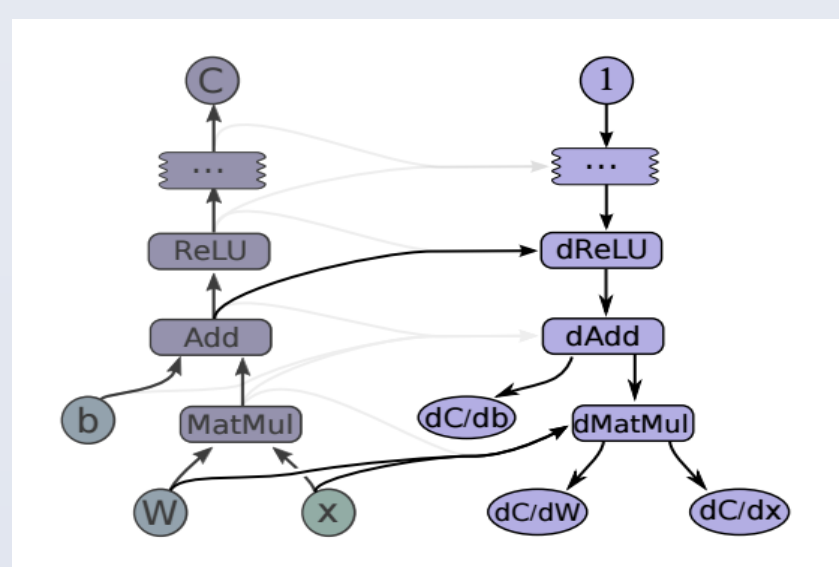 C
1
...
...
ReLU
dReLU
Add
dAdd
b
MatMul
dC/db
dMatMul
W
x
dC/dW
dC/dx